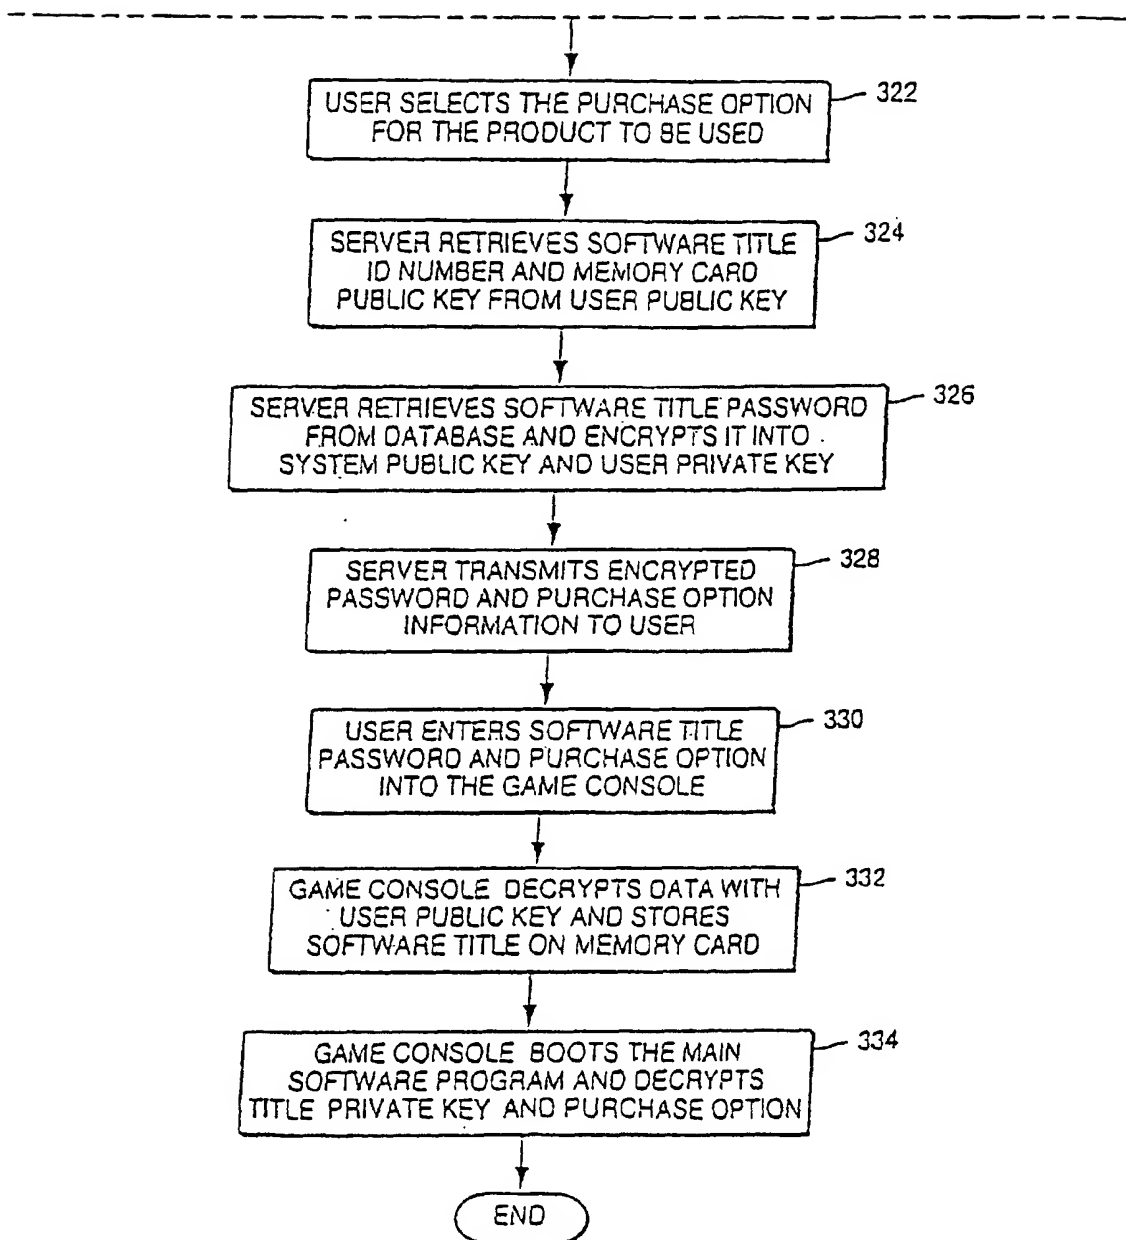 322
USER SELECTS THE PURCHASE OPTION
FOR THE PRODUCT TO BE USED
324
SERVER RETRIEVES SOFTWARE TITLE
ID NUMBER AND MEMORY CARD
PUBLIC KEY FROM USER PUBLIC KEY
326
SERVER RETRIEVES SOFTWARE TITLE PASSWORD
FROM DATABASE AND ENCRYPTS IT INTO
SYSTEM PUBLIC KEY AND USER PRIVATE KEY
328
SERVER TRANSMITS ENCRYPTED
PASSWORD AND PURCHASE OPTION
INFORMATION TO USER
330
USER ENTERS SOFTWARE TITLE
PASSWORD AND PURCHASE OPTION
INTO THE GAME CONSOLE
332
GAME CONSOLE DECRYPTS DATA WITH
USER PUBLIC KEY AND STORES
SOFTWARE TITLE ON MEMORY CARD
334
GAME CONSOLE BOOTS THE MAIN
SOFTWARE PROGRAM AND DECRYPTS
TITLE PRIVATE KEY AND PURCHASE OPTION
END